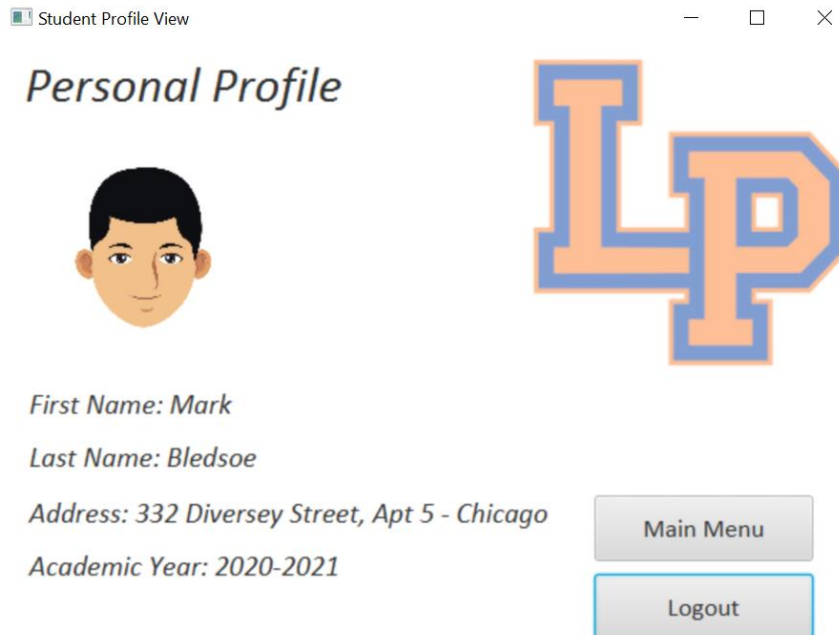 Student Profile View
Personal Profile
LP
First Name: Mark
Last Name: Bledsoe
Address: 332 Diversey Street, Apt 5 - Chicago
Academic Year: 2020-2021
Main Menu
Logout